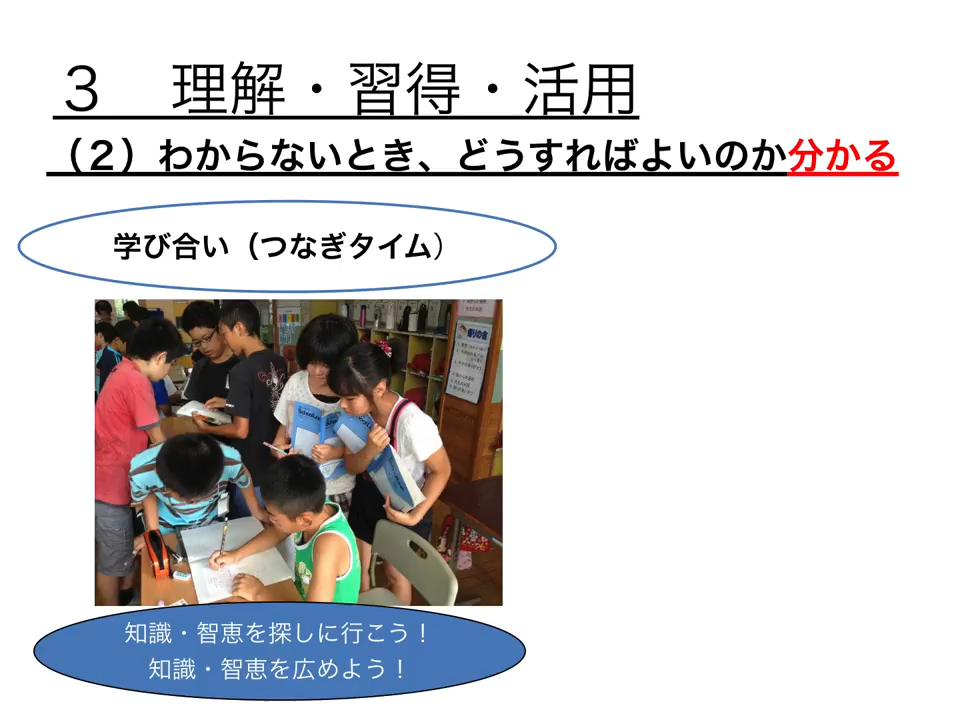 ３　理解・習得・活用
（２）わからないとき、どうすればよいのか分かる
学び合い（つなぎタイム）
知識・智恵を探しに行こう！
知識・智恵を広めよう！